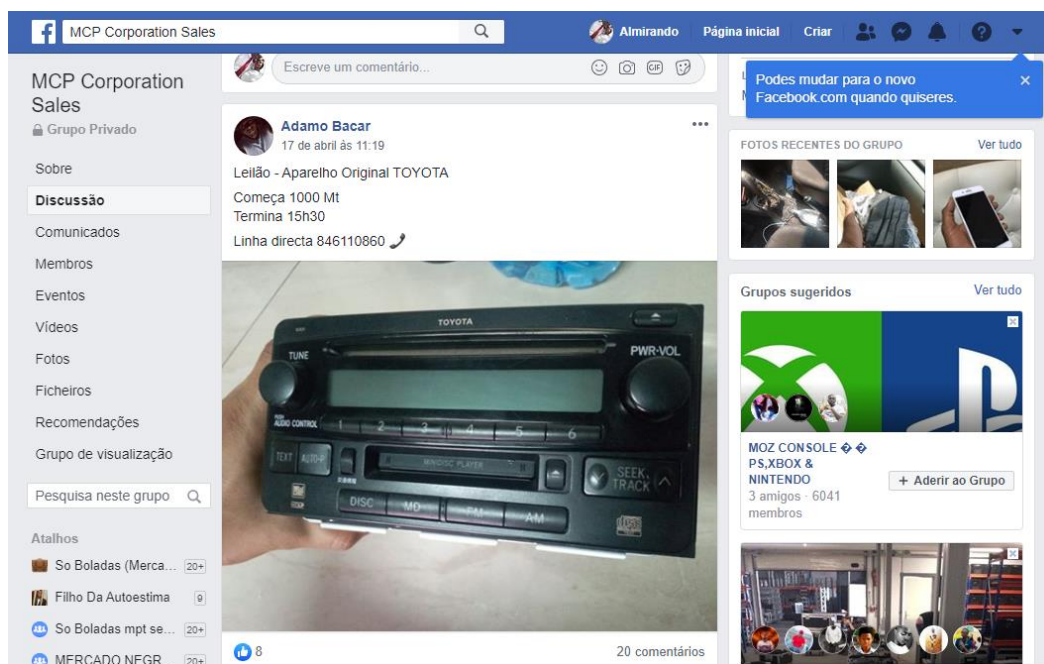 MCP Corporation Sales
Almirando
Página inicial
Criar
MCP Corporation
Sales
Grupo Privado
Sobre
Discussão
Comunicados
Membros
Eventos
Vídeos
Fotos
Ficheiros
Recomendações
Grupo de visualização
Pesquisa neste grupo
Atalhos
So Boladas (Merca... 20+
Filho Da Autoestima 9
So Boladas mpt se... 20+
MERCADO NEGR 20+
Escreve um comentário...
GIF
Adamo Bacar
17 de abril às 11:19
Leilão - Aparelho Original TOYOTA
Começa 1000 Mt
Termina 15h30
Linha directa 846110860
TOYOTA
TUNE
PWR·VOL
PUSH
AUDIO CONTROL
1 2 3 4 5 6
TEXT
AUTO-P
MINIDISC PLAYER
SEEK
TRACK
DISC
MD
FM
AM
8
20 comentários
Podes mudar para o novo
Facebook.com quando quiseres.
FOTOS RECENTES DO GRUPO
Ver tudo
Grupos sugeridos
Ver tudo
MOZ CONSOLE � �
PS,XBOX &
NINTENDO
3 amigos · 6041
membros
+ Aderir ao Grupo